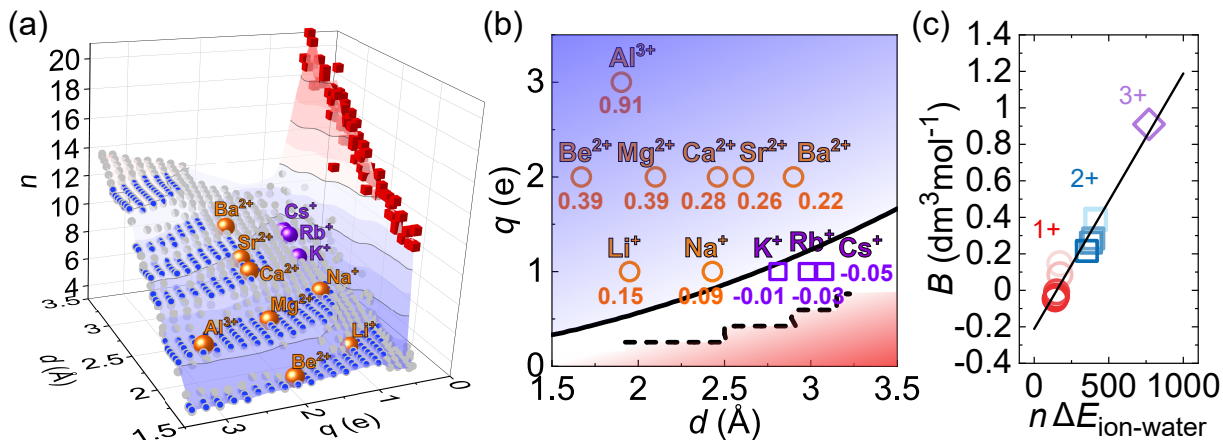 (a)
20
18
16
14
12
10
8
6
4
n
3.5
3
2.5
2
1.5
d(Å)
3
2
1
0
q (e)
Ba²⁺
Cs⁺
Rb⁺
Sr²⁺
K⁺
Ca²⁺
Na⁺
Mg²⁺
Al³⁺
Li⁺
Be²⁺
(b)
q (e)
3
2
1
0
Al³⁺
0.91
Be²⁺ Mg²⁺ Ca²⁺ Sr²⁺ Ba²⁺
0.39 0.39 0.28 0.26 0.22
Li⁺ Na⁺ K⁺ Rb⁺ Cs⁺
0.15 0.09 -0.01 -0.03 -0.05
1.5 2 2.5 3 3.5
d (Å)
(c)
B (dm³mol⁻¹)
1.4
1.2
1
0.8
0.6
0.4
0.2
0
-0.2
-0.4
3+
2+
1+
0 500 1000
n ΔE ion-water